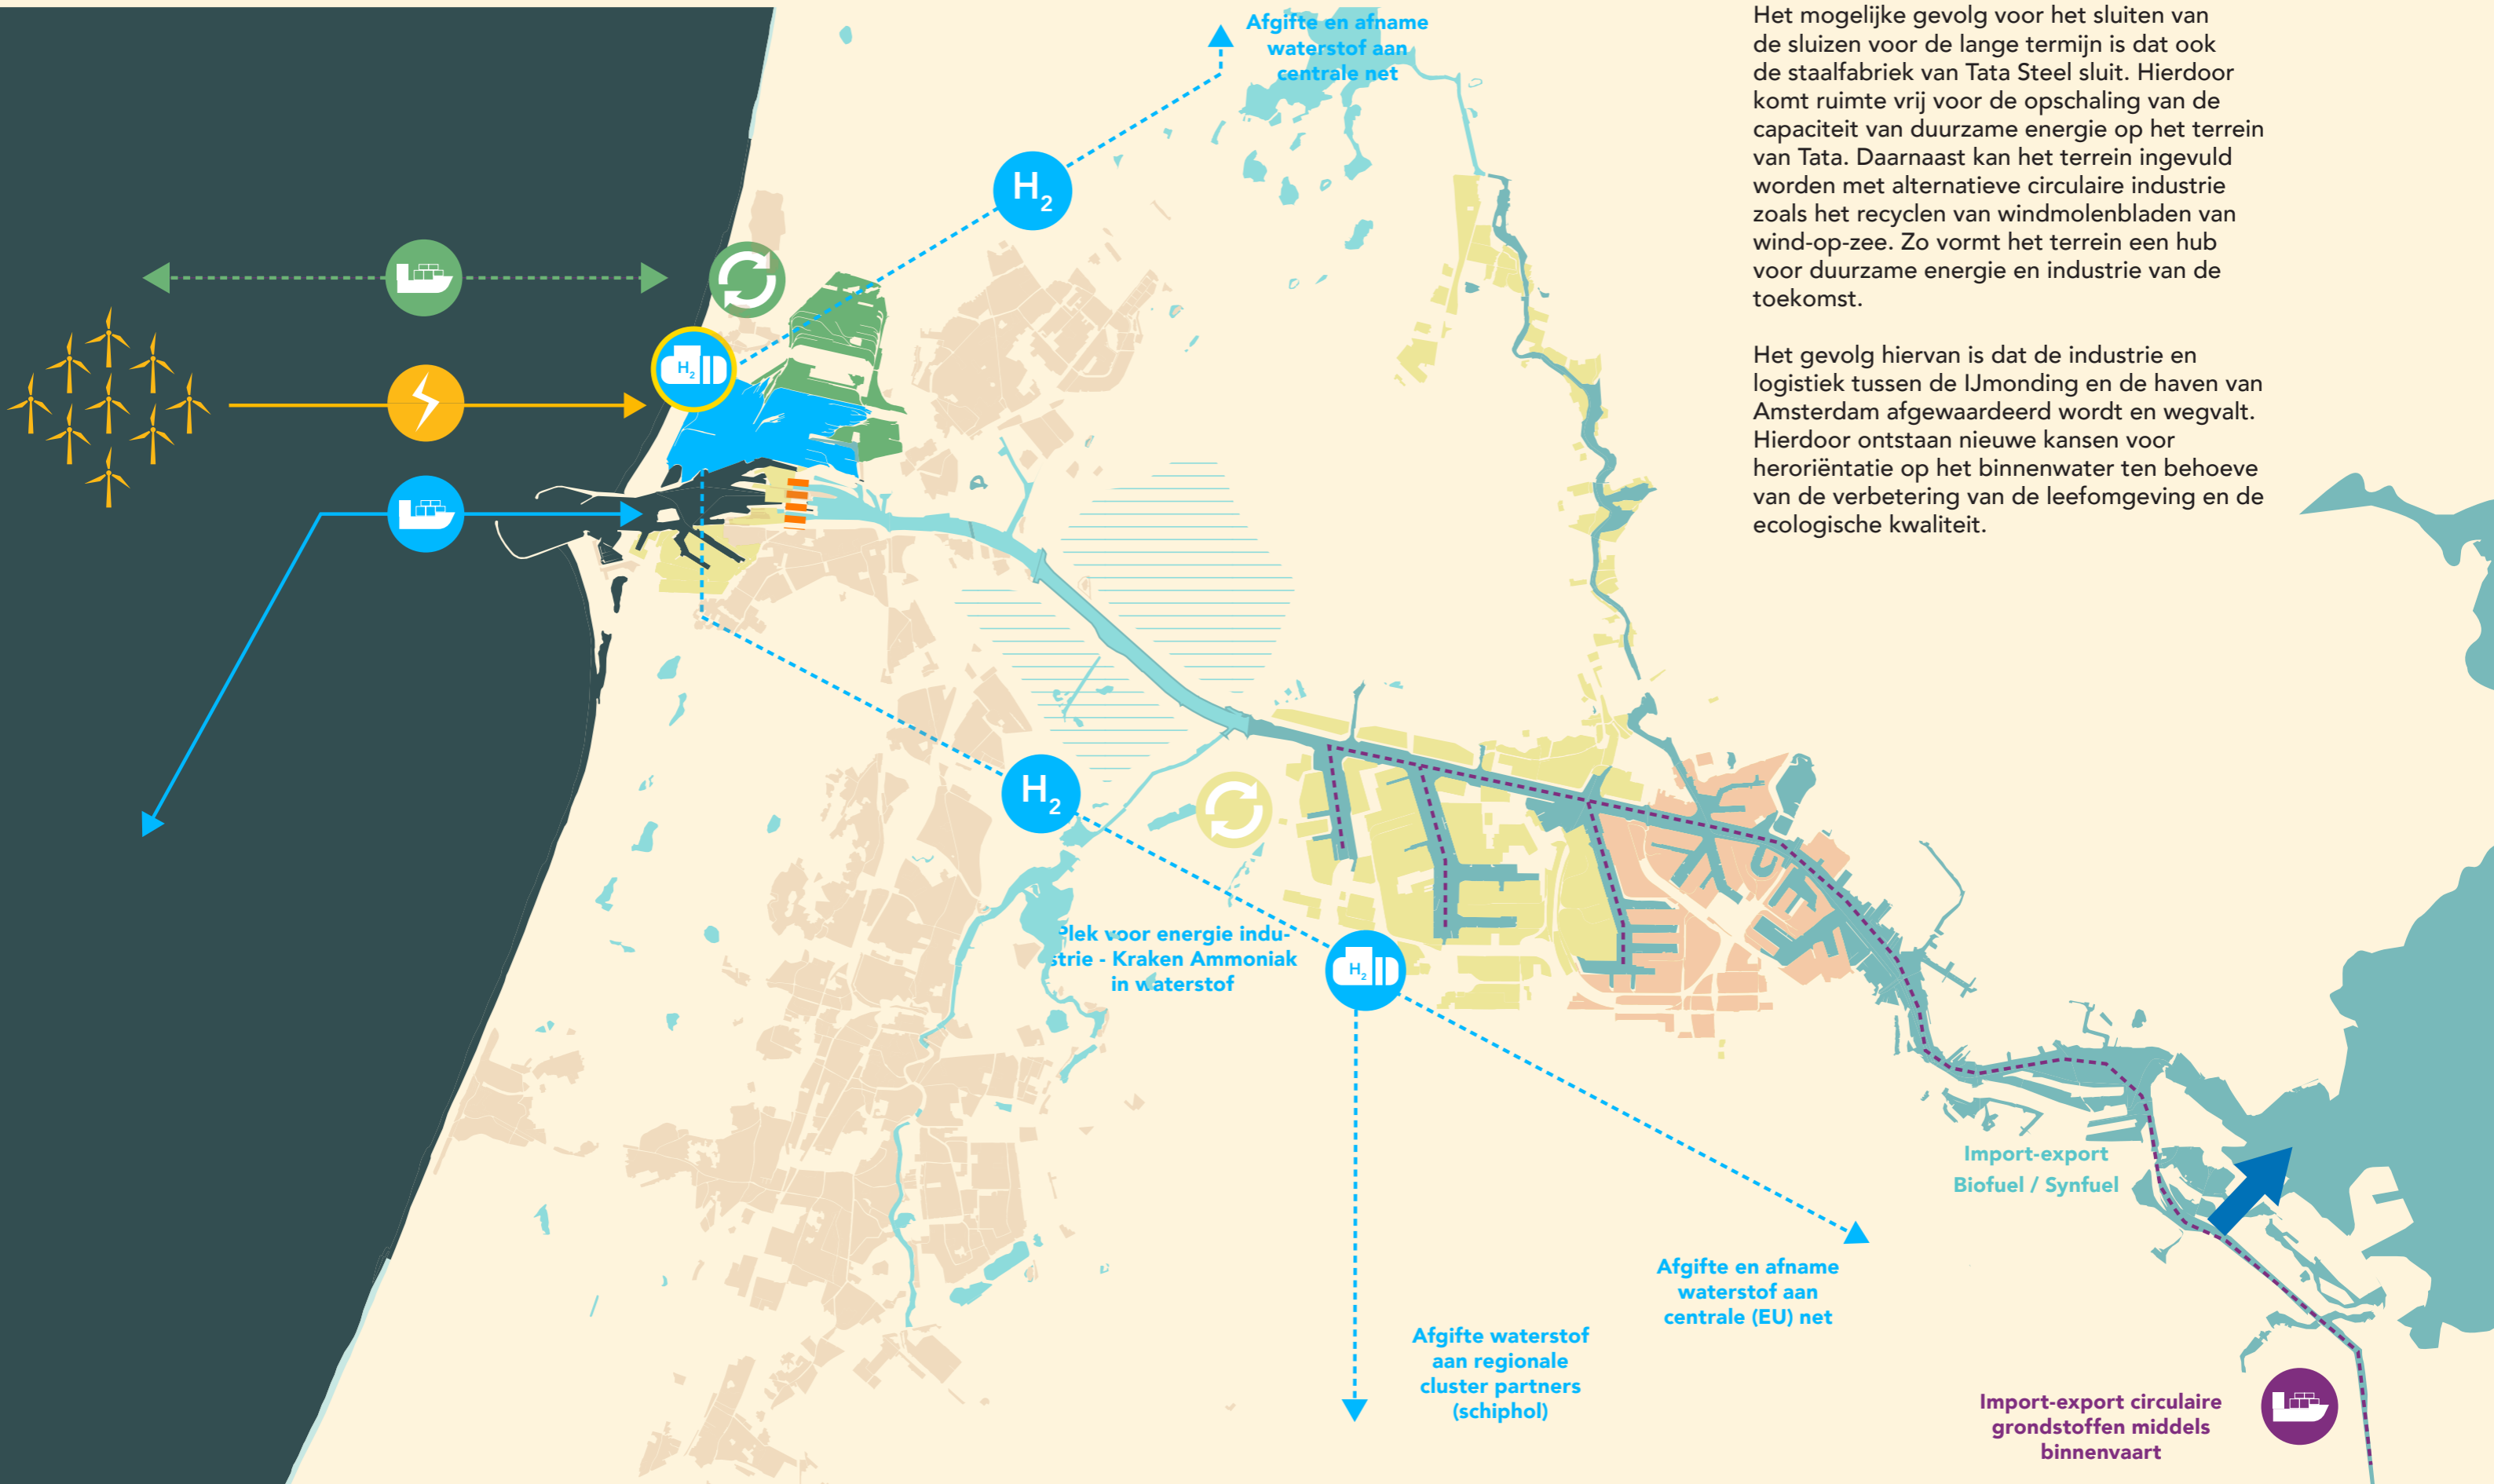 Afgifte en afname
waterstof aan
centrale net
Het mogelijke gevolg voor het sluiten van
de sluizen voor de lange termijn is dat ook
de staalfabriek van Tata Steel sluit. Hierdoor
komt ruimte vrij voor de opschaling van de
capaciteit van duurzame energie op het terrein
van Tata. Daarnaast kan het terrein ingevuld
worden met alternatieve circulaire industrie
zoals het recyclen van windmolenbladen van
wind-op-zee. Zo vormt het terrein een hub
voor duurzame energie en industrie van de
toekomst.
Het gevolg hiervan is dat de industrie en
logistiek tussen de IJmonding en de haven van
Amsterdam afgewaardeerd wordt en wegvalt.
Hierdoor ontstaan nieuwe kansen voor
heroriëntatie op het binnenwater ten behoeve
van de verbetering van de leefomgeving en de
ecologische kwaliteit.
H2
H2
H2
Plek voor energie indu-
strie - Kraken Ammoniak
in waterstof
H2
Import-export
Biofuel / Synfuel
Afgifte en afname
waterstof aan
centrale (EU) net
Afgifte waterstof
aan regionale
cluster partners
(schiphol)
Import-export circulaire
grondstoffen middels
binnenvaart